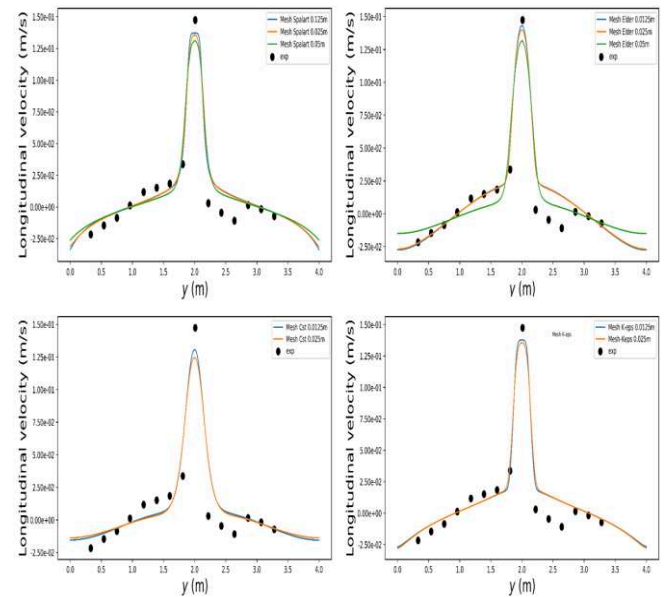 Longitudinal velocity (m/s)
1.50e-01
1.25e-01
1.00e-01
7.50e-02
5.00e-02
2.50e-02
0.00e+00
-2.50e-02
Mesh Spalart 0.125m
Mesh Spalart 0.025m
Mesh Spalart 0.05m
exp
0.0 0.5 1.0 1.5 2.0 2.5 3.0 3.5 4.0
y (m)
Longitudinal velocity (m/s)
1.50e-01
1.25e-01
1.00e-01
7.50e-02
5.00e-02
2.50e-02
0.00e+00
-2.50e-02
Mesh Elder 0.0125m
Mesh Elder 0.025m
Mesh Elder 0.05m
exp
0.0 0.5 1.0 1.5 2.0 2.5 3.0 3.5 4.0
y (m)
Longitudinal velocity (m/s)
1.50e-01
1.25e-01
1.00e-01
7.50e-02
5.00e-02
2.50e-02
0.00e+00
-2.50e-02
Mesh Cst 0.0125m
Mesh Cst 0.025m
exp
0.0 0.5 1.0 1.5 2.0 2.5 3.0 3.5 4.0
y (m)
Longitudinal velocity (m/s)
1.50e-01
1.25e-01
1.00e-01
7.50e-02
5.00e-02
2.50e-02
0.00e+00
-2.50e-02
Mesh K-eps
Mesh K-eps 0.0125m
Mesh-K-eps 0.025m
exp
0.0 0.5 1.0 1.5 2.0 2.5 3.0 3.5 4.0
y (m)